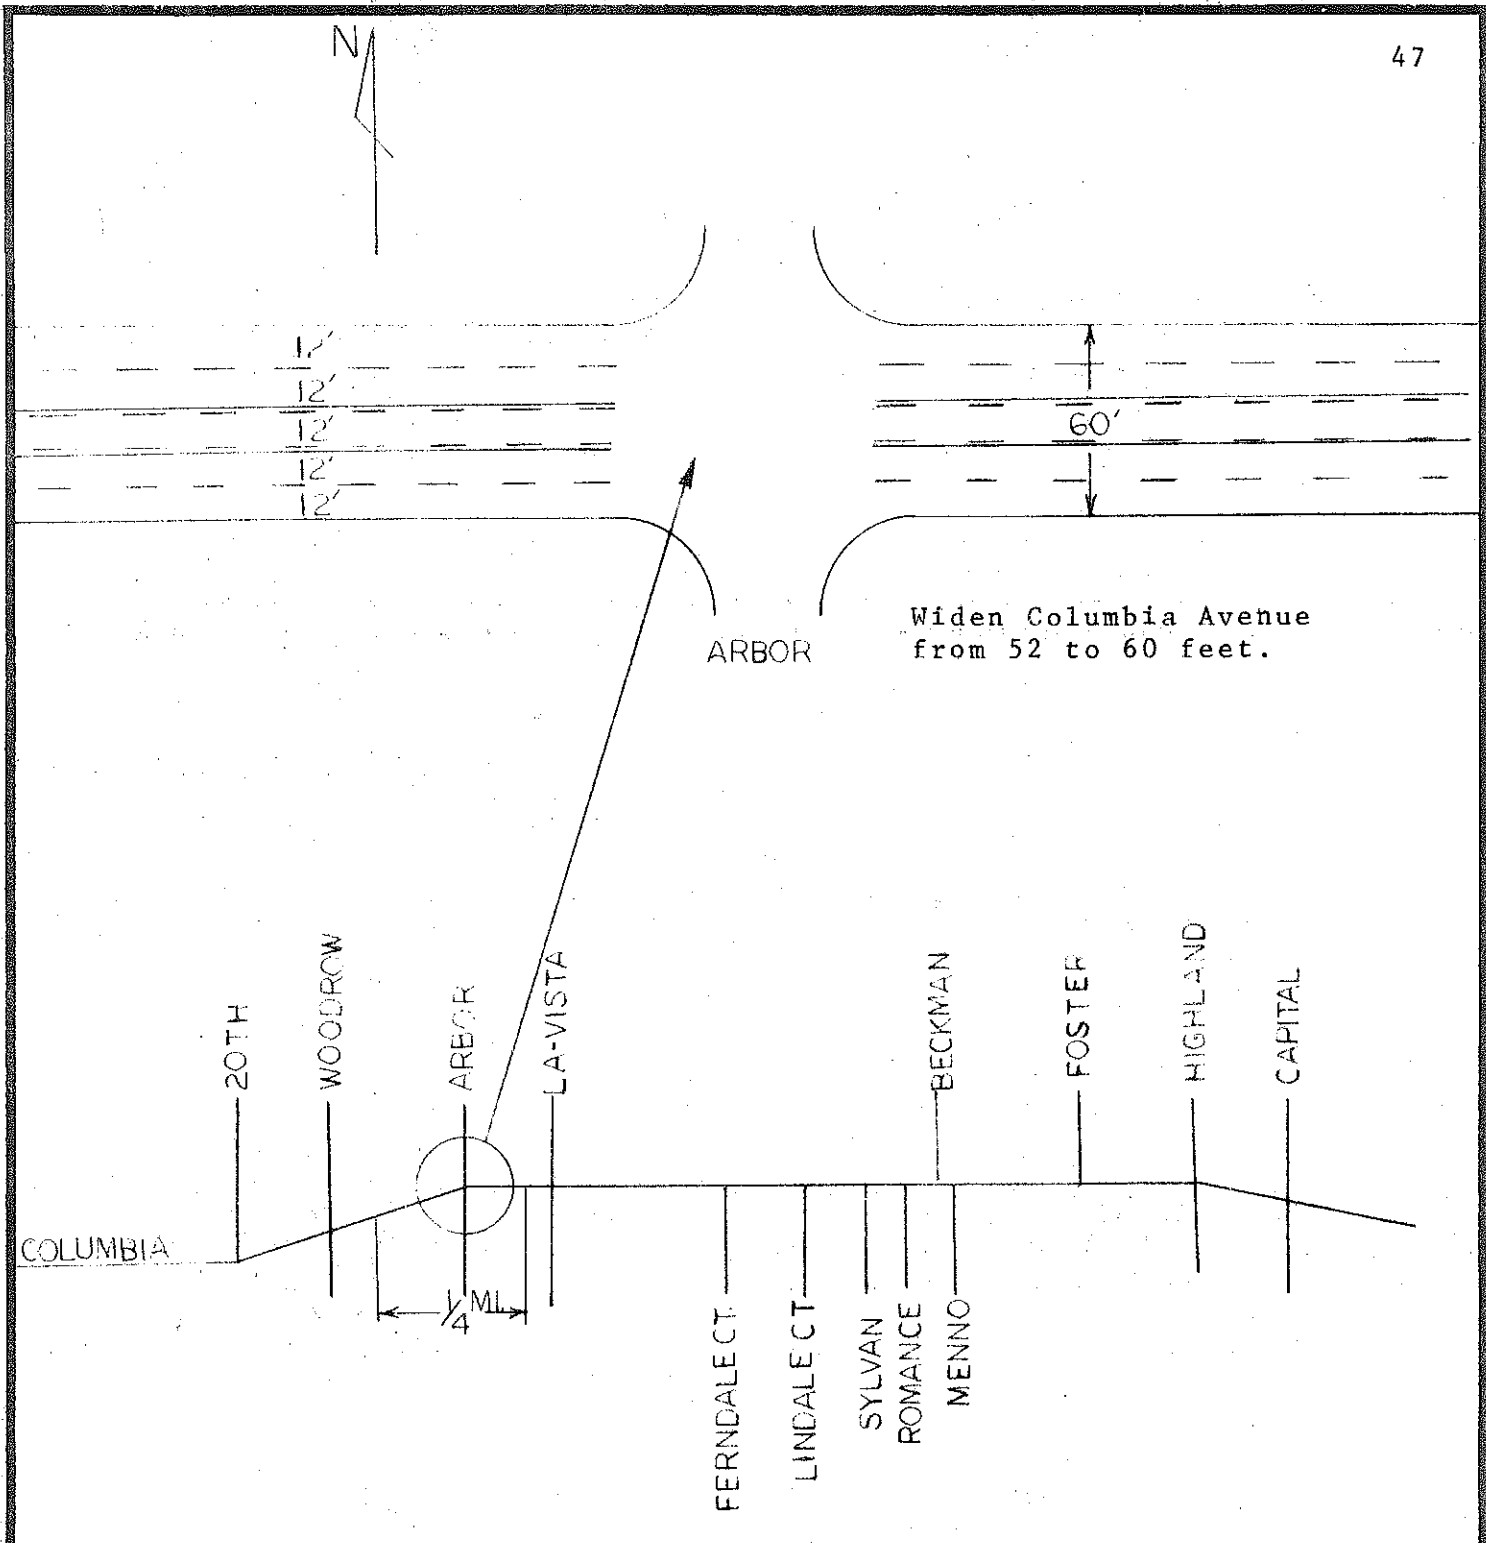 47
N
12'
12'
12'
12'
12'
60'
Widen Columbia Avenue
from 52 to 60 feet.
ARBOR
20TH
WOODROW
ARBOR
LA-VISTA
BECKMAN
FOSTER
HIGHLAND
CAPITAL
COLUMBIA
1/4 MI.
FERNDALE CT.
LINDALE CT.
SYLVAN
ROMANCE
MENNO